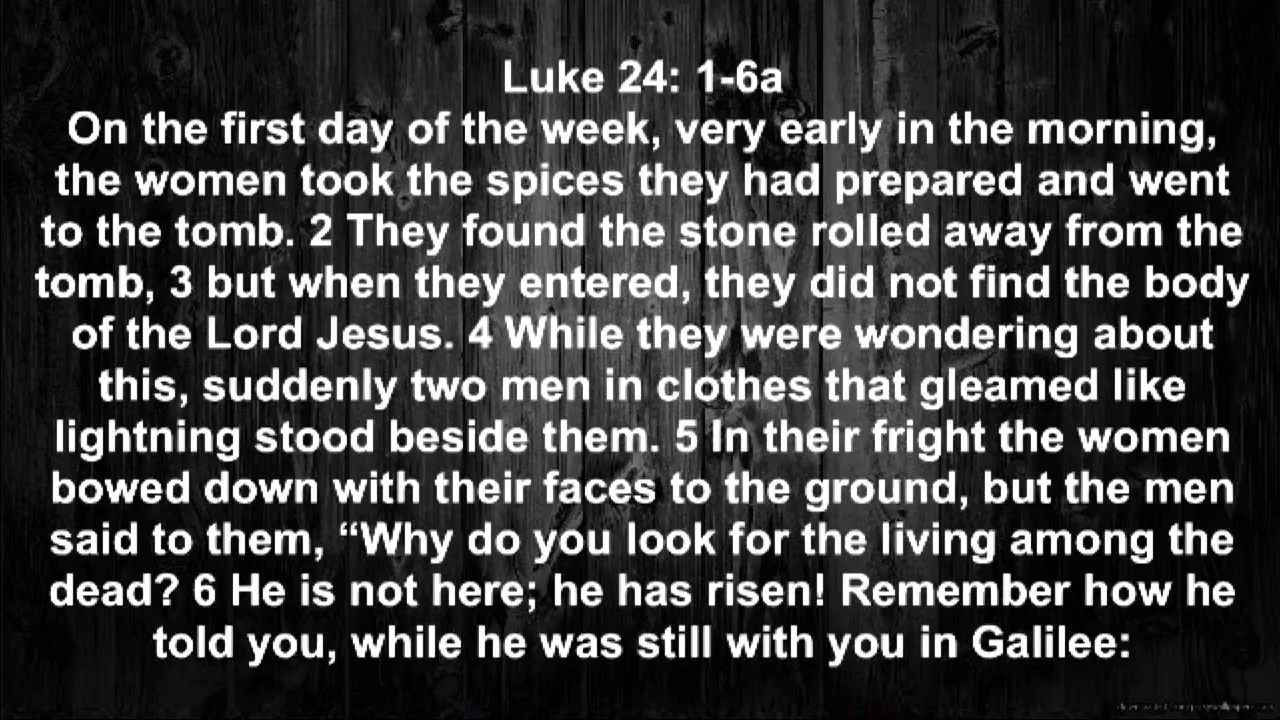 Luke 24: 1-6a
On the first day of the week, very early in the morning,
the women took the spices they had prepared and went
to the tomb. 2 They found the stone rolled away from the
tomb, 3 but when they entered, they did not find the body
of the Lord Jesus. 4 While they were wondering about
this, suddenly two men in clothes that gleamed like
lightning stood beside them. 5 In their fright the women
bowed down with their faces to the ground, but the men
said to them, “Why do you look for the living among the
dead? 6 He is not here; he has risen! Remember how he
told you, while he was still with you in Galilee: